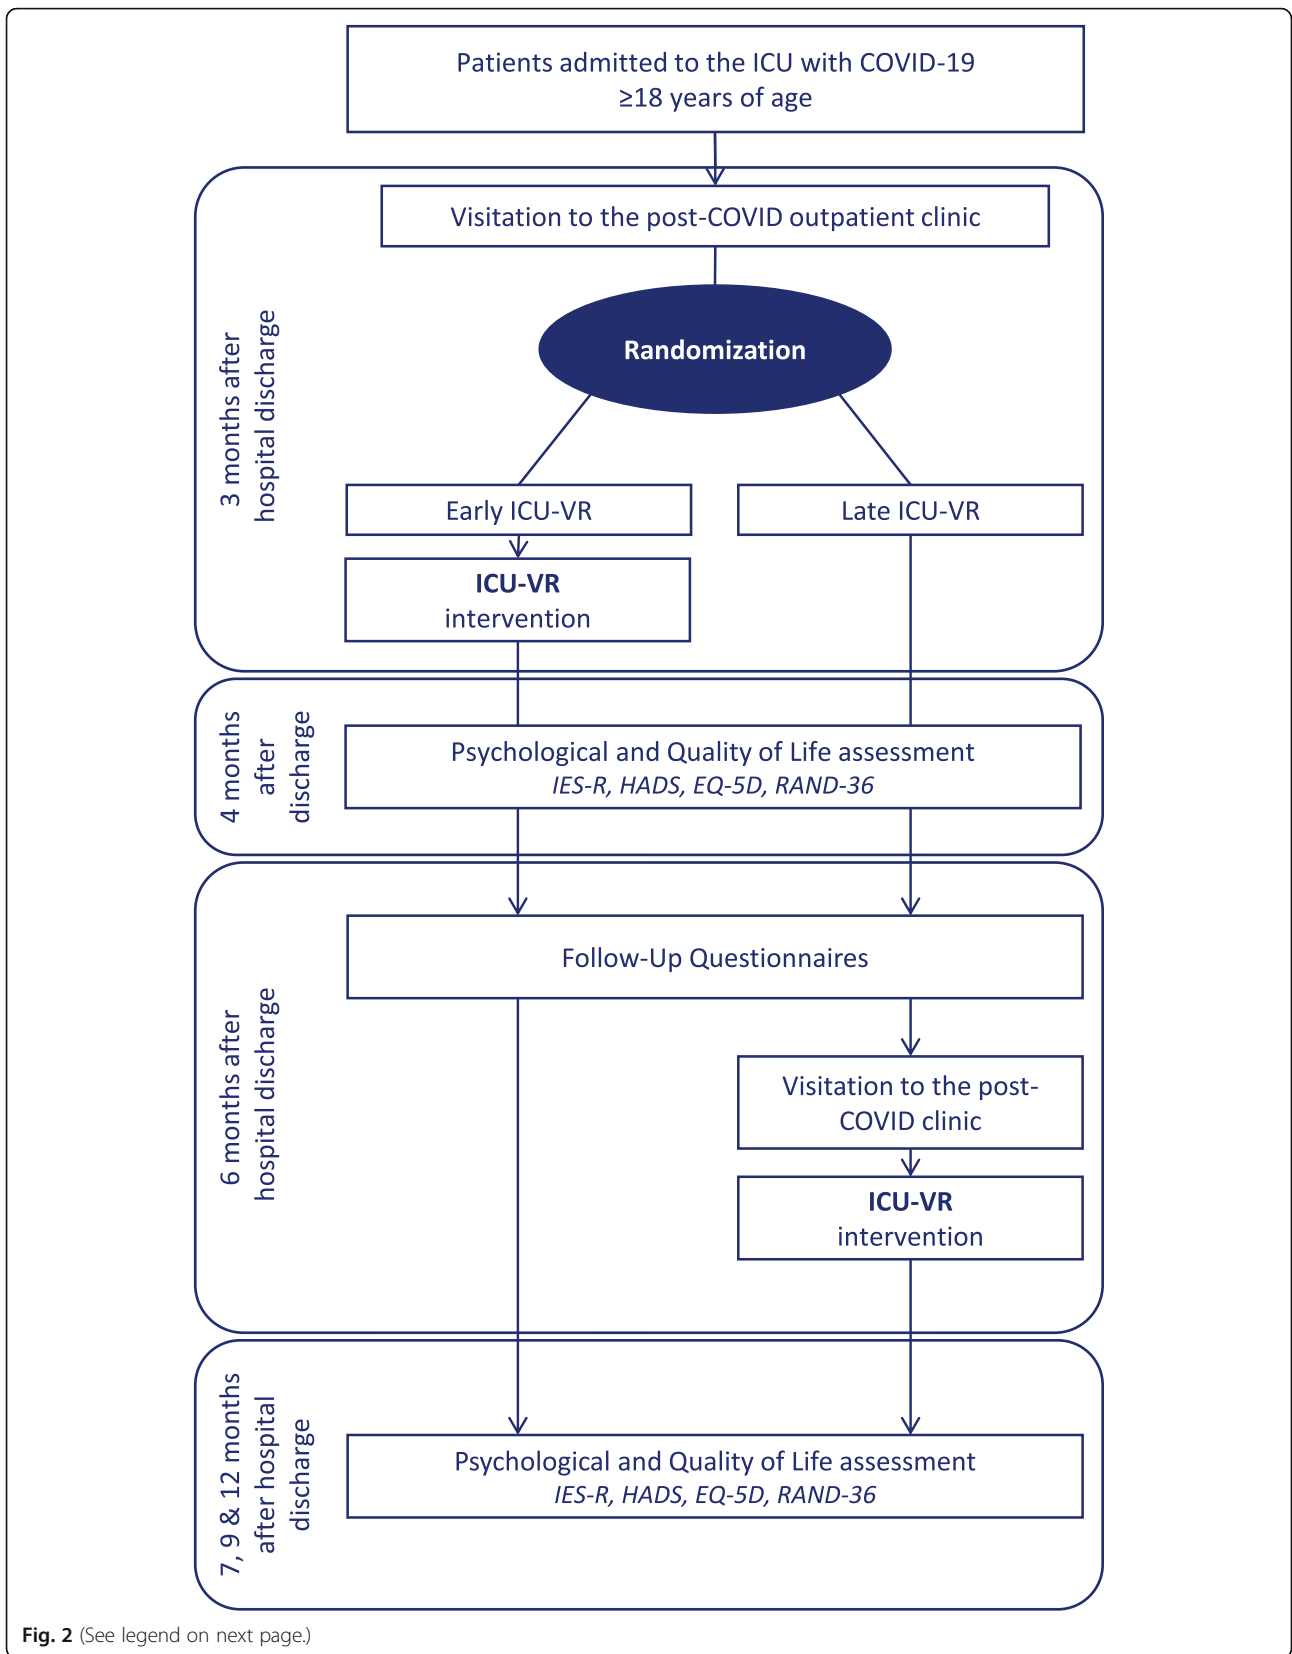 Patients admitted to the ICU with COVID-19
≥18 years of age
3 months after
hospital discharge
Visitation to the post-COVID outpatient clinic
Randomization
Early ICU-VR
Late ICU-VR
ICU-VR
intervention
4 months
after
discharge
Psychological and Quality of Life assessment
IES-R, HADS, EQ-5D, RAND-36
6 months after
hospital discharge
Follow-Up Questionnaires
Visitation to the post-
COVID clinic
ICU-VR
intervention
7, 9 & 12 months
after hospital
discharge
Psychological and Quality of Life assessment
IES-R, HADS, EQ-5D, RAND-36
Fig. 2 (See legend on next page.)